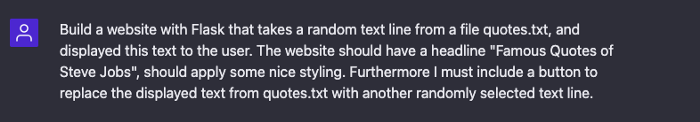 Build a website with Flask that takes a random text line from a file quotes.txt, and
displayed this text to the user. The website should have a headline "Famous Quotes of
Steve Jobs", should apply some nice styling. Furthermore I must include a button to
replace the displayed text from quotes.txt with another randomly selected text line.